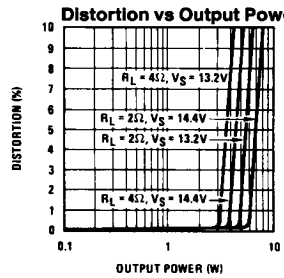 Distortion vs Output Powe
10
9
8
7
6
5
4
3
2
1
0
DISTORTION (%)
RL = 4Ω, VS = 13.2V
RL = 2Ω, VS = 14.4V
RL = 2Ω, VS = 13.2V
RL = 4Ω, VS = 14.4V
0.1
1
10
OUTPUT POWER (W)